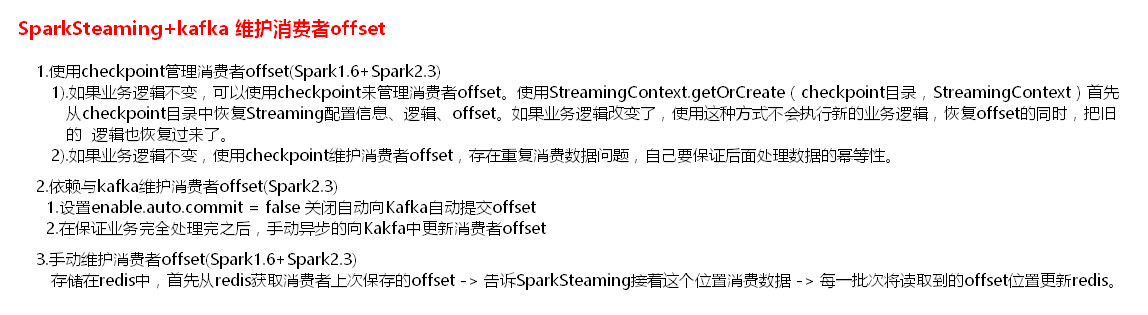 SparkSteaming+kafka 维护消费者offset
1.使用checkpoint管理消费者offset(Spark1.6+Spark2.3)
1).如果业务逻辑不变，可以使用checkpoint来管理消费者offset。使用StreamingContext.getOrCreate（checkpoint目录，StreamingContext）首先
从checkpoint目录中恢复Streaming配置信息、逻辑、offset。如果业务逻辑改变了，使用这种方式不会执行新的业务逻辑，恢复offset的同时，把旧
的 逻辑也恢复过来了。
2).如果业务逻辑不变，使用checkpoint维护消费者offset，存在重复消费数据问题，自己要保证后面处理数据的幂等性。
2.依赖与kafka维护消费者offset(Spark2.3)
1.设置enable.auto.commit = false 关闭自动向Kafka自动提交offset
2.在保证业务完全处理完之后，手动异步的向Kakfa中更新消费者offset
3.手动维护消费者offset(Spark1.6+Spark2.3)
存储在redis中，首先从redis获取消费者上次保存的offset -> 告诉SparkSteaming接着这个位置消费数据 -> 每一批次将读取到的offset位置更新redis。